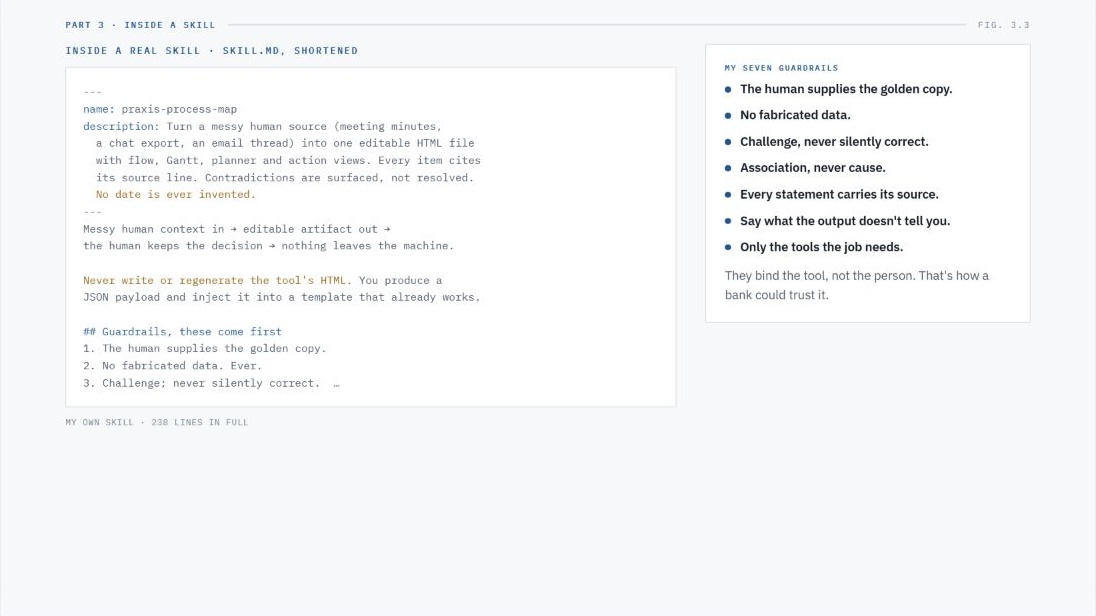 PART 3 · INSIDE A SKILL
FIG. 3.3
INSIDE A REAL SKILL · SKILL.MD, SHORTENED
---
name: praxis-process-map
description: Turn a messy human source (meeting minutes,
a chat export, an email thread) into one editable HTML file
with flow, Gantt, planner and action views. Every item cites
its source line. Contradictions are surfaced, not resolved.
No date is ever invented.
---
Messy human context in → editable artifact out →
the human keeps the decision → nothing leaves the machine.
Never write or regenerate the tool's HTML. You produce a
JSON payload and inject it into a template that already works.
## Guardrails, these come first
1. The human supplies the golden copy.
2. No fabricated data. Ever.
3. Challenge; never silently correct. …
MY OWN SKILL · 238 LINES IN FULL
MY SEVEN GUARDRAILS
The human supplies the golden copy.
No fabricated data.
Challenge, never silently correct.
Association, never cause.
Every statement carries its source.
Say what the output doesn't tell you.
Only the tools the job needs.
They bind the tool, not the person. That's how a
bank could trust it.